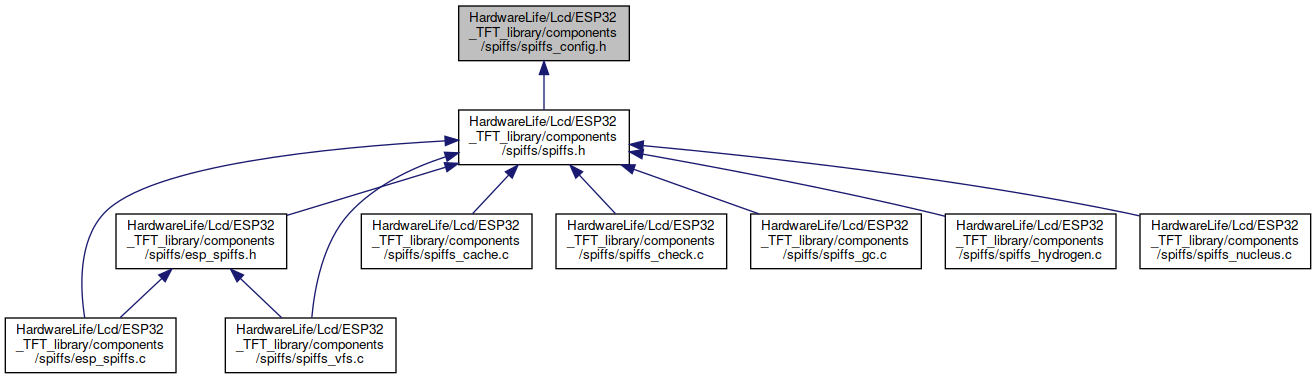 HardwareLife/Lcd/ESP32
_TFT_library/components
/spiffs/spiffs_config.h
HardwareLife/Lcd/ESP32
_TFT_library/components
/spiffs/spiffs.h
HardwareLife/Lcd/ESP32
_TFT_library/components
/spiffs/esp_spiffs.h
HardwareLife/Lcd/ESP32
_TFT_library/components
/spiffs/spiffs_cache.c
HardwareLife/Lcd/ESP32
_TFT_library/components
/spiffs/spiffs_check.c
HardwareLife/Lcd/ESP32
_TFT_library/components
/spiffs/spiffs_gc.c
HardwareLife/Lcd/ESP32
_TFT_library/components
/spiffs/spiffs_hydrogen.c
HardwareLife/Lcd/ESP32
_TFT_library/components
/spiffs/spiffs_nucleus.c
HardwareLife/Lcd/ESP32
_TFT_library/components
/spiffs/esp_spiffs.c
HardwareLife/Lcd/ESP32
_TFT_library/components
/spiffs/spiffs_vfs.c